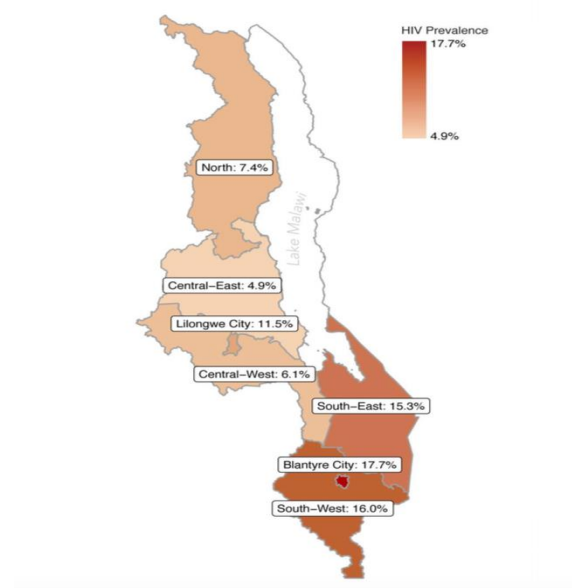 HIV Prevalence
17.7%
4.9%
North: 7.4%
Lake Malawi
Central-East: 4.9%
Lilongwe City: 11.5%
Central-West: 6.1%
South-East: 15.3%
Blantyre City: 17.7%
South-West: 16.0%